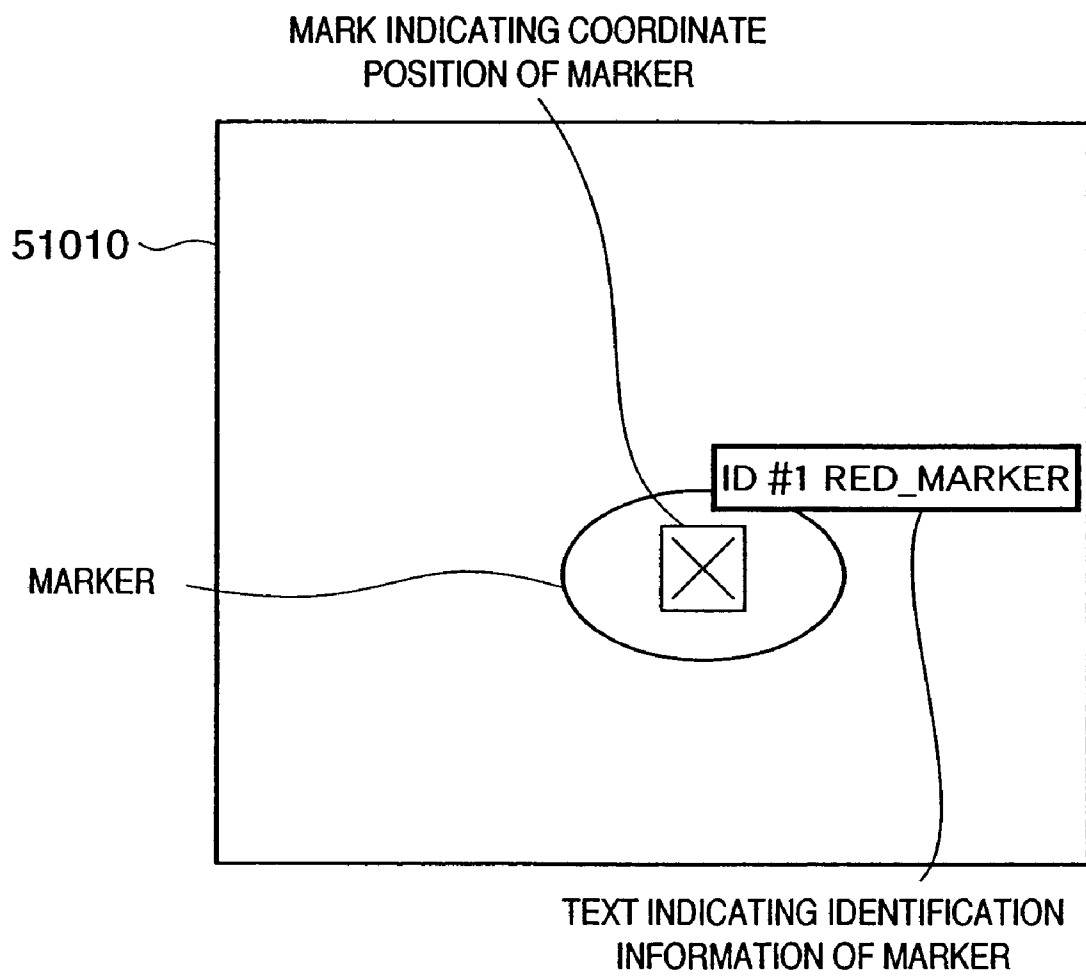 MARK INDICATING COORDINATE
POSITION OF MARKER
51010
ID #1 RED_MARKER
MARKER
TEXT INDICATING IDENTIFICATION
INFORMATION OF MARKER